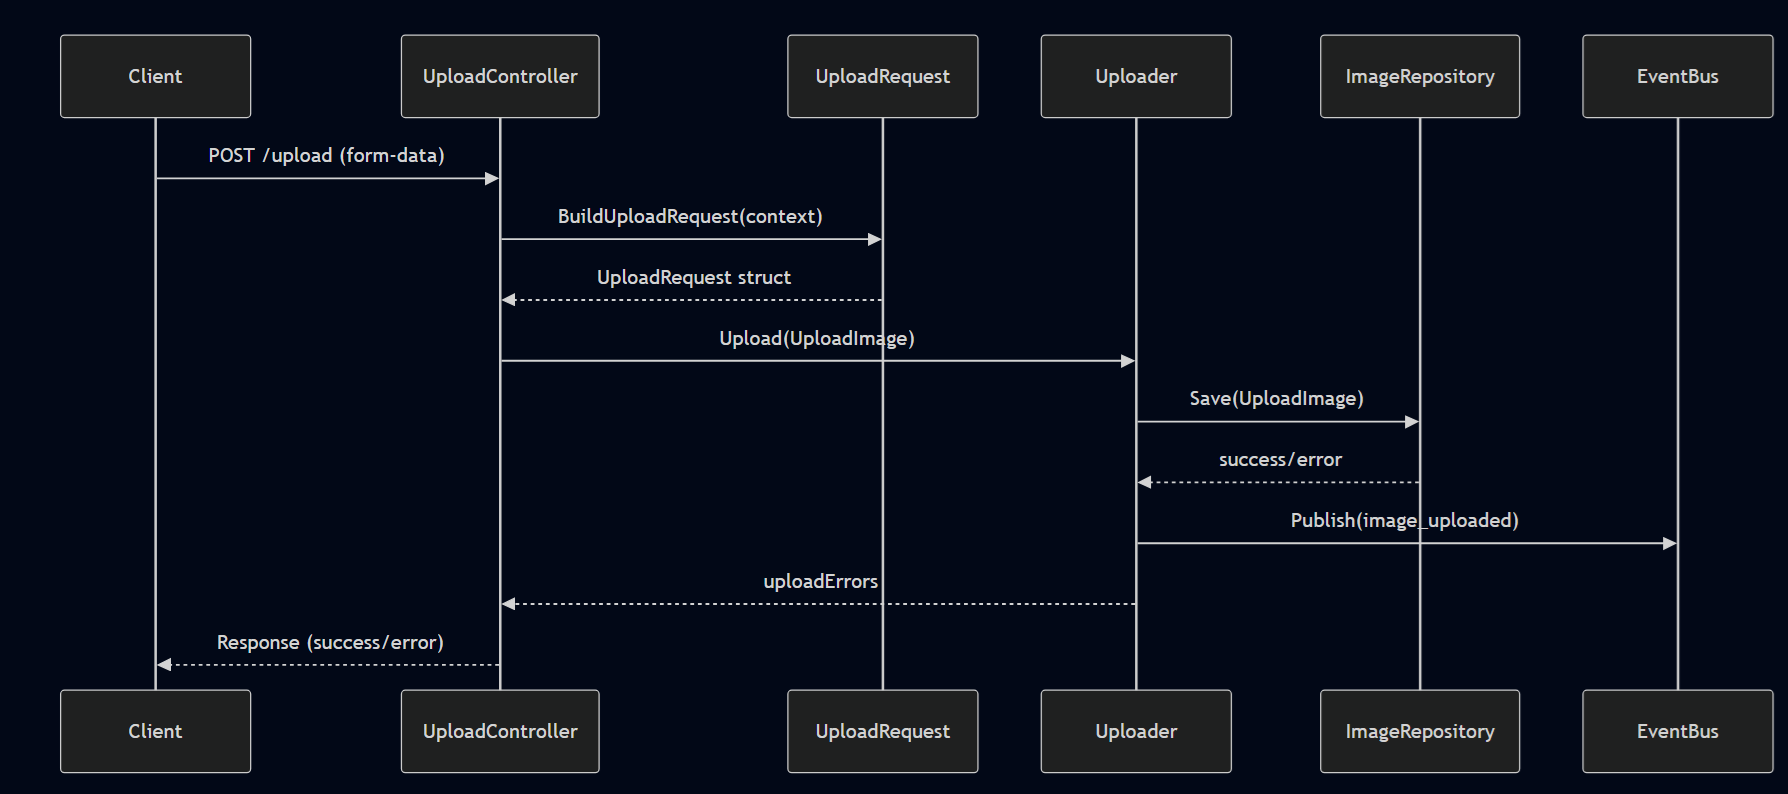 Client
UploadController
UploadRequest
Uploader
ImageRepository
EventBus
POST /upload (form-data)
BuildUploadRequest(context)
UploadRequest struct
Upload(UploadImage)
Save(UploadImage)
success/error
Publish(image_uploaded)
uploadErrors
Response (success/error)
Client
UploadController
UploadRequest
Uploader
ImageRepository
EventBus